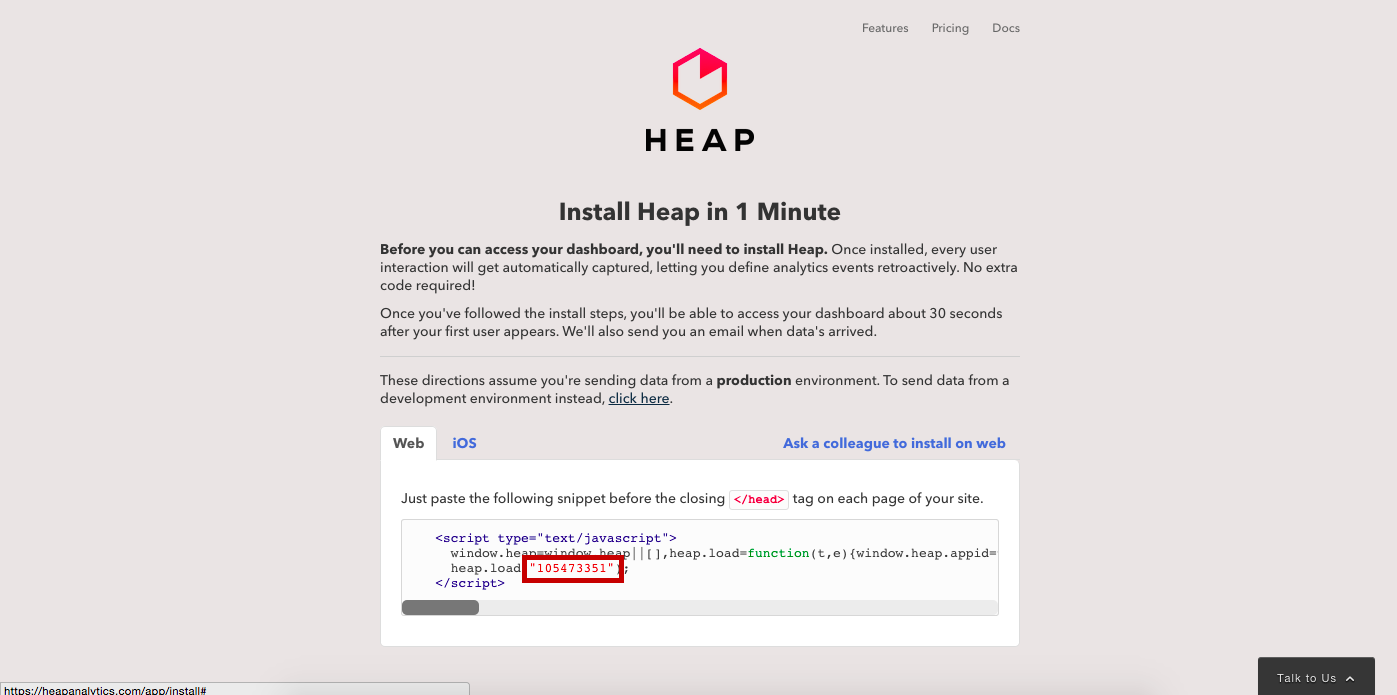 Features Pricing Docs
HEAP
Install Heap in 1 Minute
Before you can access your dashboard, you'll need to install Heap. Once installed, every user
interaction will get automatically captured, letting you define analytics events retroactively. No extra
code required!
Once you've followed the install steps, you'll be able to access your dashboard about 30 seconds
after your first user appears. We'll also send you an email when data's arrived.
These directions assume you're sending data from a production environment. To send data from a
development environment instead, click here.
Web iOS Ask a colleague to install on web
Just paste the following snippet before the closing </head> tag on each page of your site.
<script type="text/javascript">
window.heap=window.heap||[],heap.load=function(t,e){window.heap.appid=
heap.load("105473351");
</script>
Talk to Us
https://heapanalytics.com/app/install#